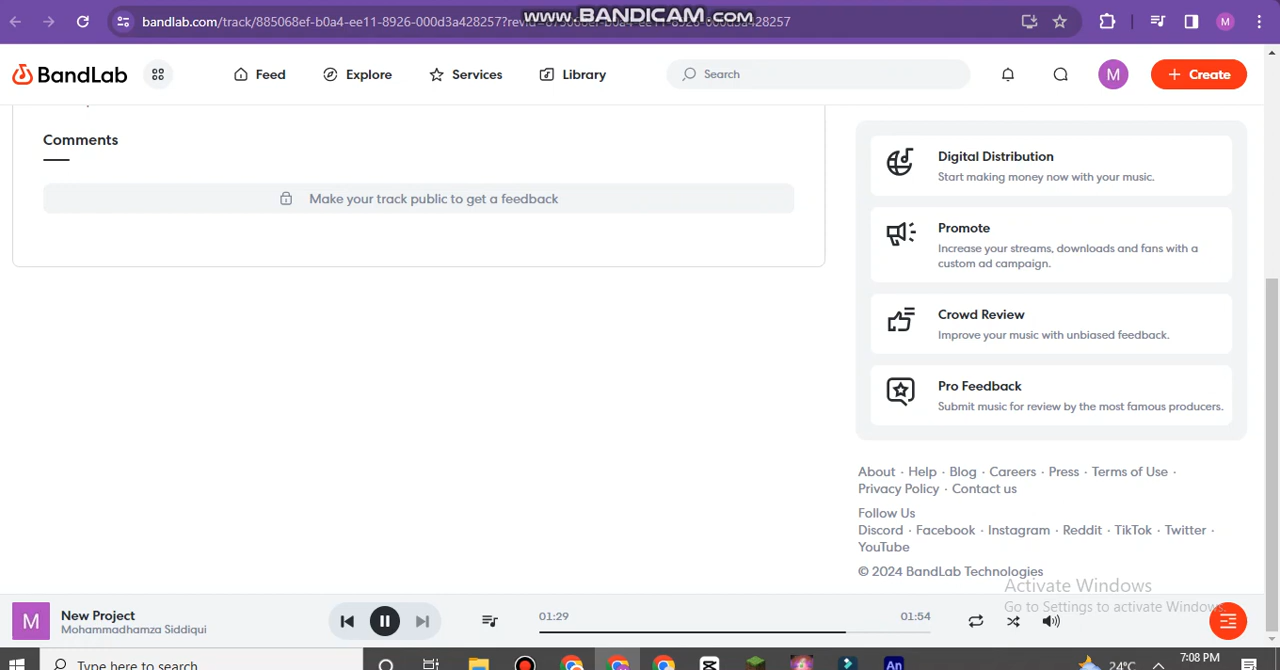 www.BANDICAM.com
bandlab.com/track/885068ef-b0a4-ee11-8926-000d3a428257?
428257
M
BandLab
Feed
Explore
Services
Library
Search
M
+ Create
Comments
Make your track public to get a feedback
Digital Distribution
Start making money now with your music.
Promote
Increase your streams, downloads and fans with a
custom ad campaign.
Crowd Review
Improve your music with unbiased feedback.
Pro Feedback
Submit music for review by the most famous producers.
About · Help · Blog · Careers · Press · Terms of Use ·
Privacy Policy · Contact us
Follow Us
Discord · Facebook · Instagram · Reddit · TikTok · Twitter ·
YouTube
© 2024 BandLab Technologies
Activate Windows
Go to Settings to activate Windows.
M
New Project
Mohammadhamza Siddiqui
01:29
01:54
Type here to search
An
24°C
7:08 PM